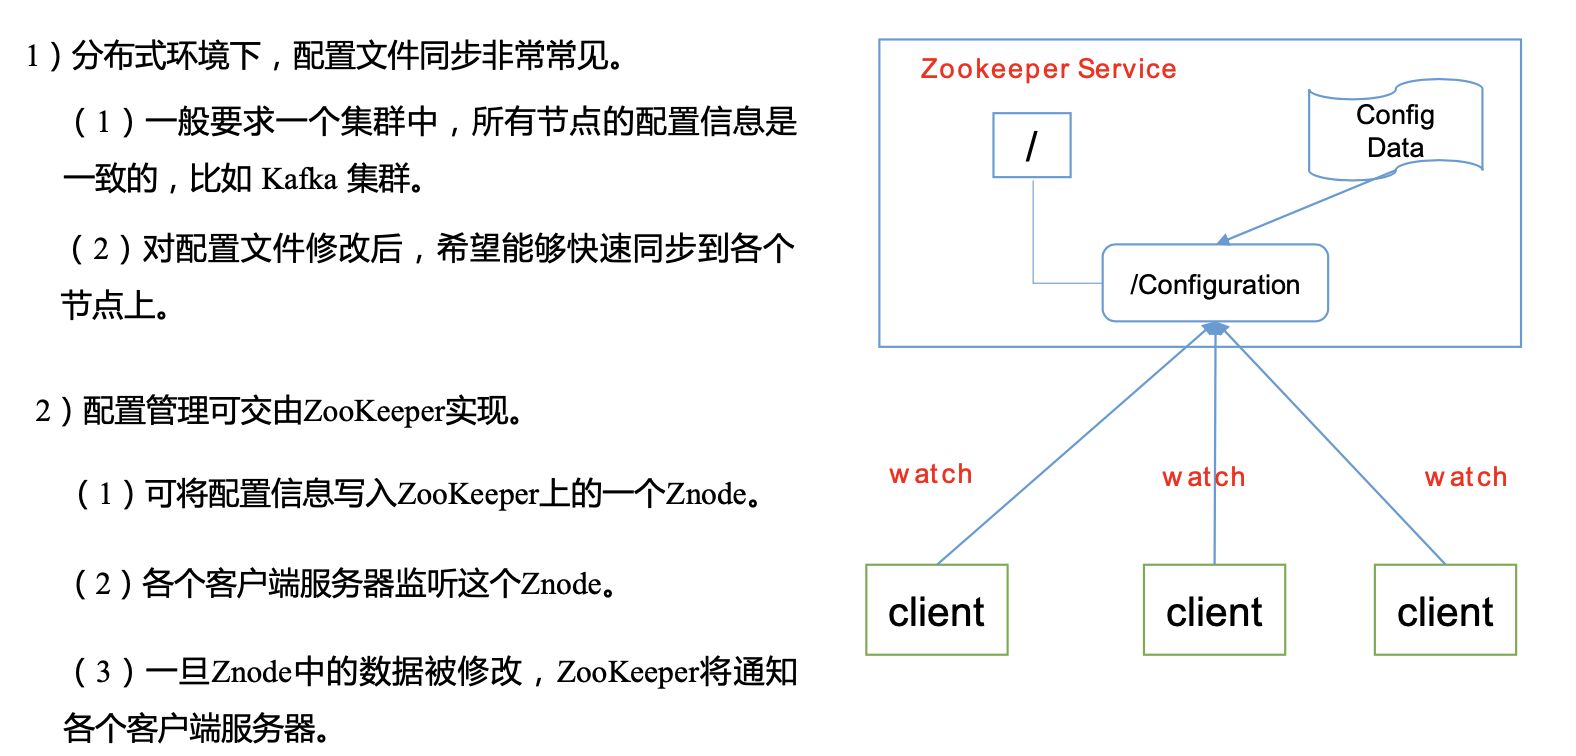 1）分布式环境下，配置文件同步非常常见。
（1）一般要求一个集群中，所有节点的配置信息是
一致的，比如 Kafka 集群。
（2）对配置文件修改后，希望能够快速同步到各个
节点上。
2）配置管理可交由ZooKeeper实现。
（1）可将配置信息写入ZooKeeper上的一个Znode。
（2）各个客户端服务器监听这个Znode。
（3）一旦Znode中的数据被修改，ZooKeeper将通知
各个客户端服务器。
Zookeeper Service
/
Config
Data
/Configuration
watch
watch
watch
client
client
client